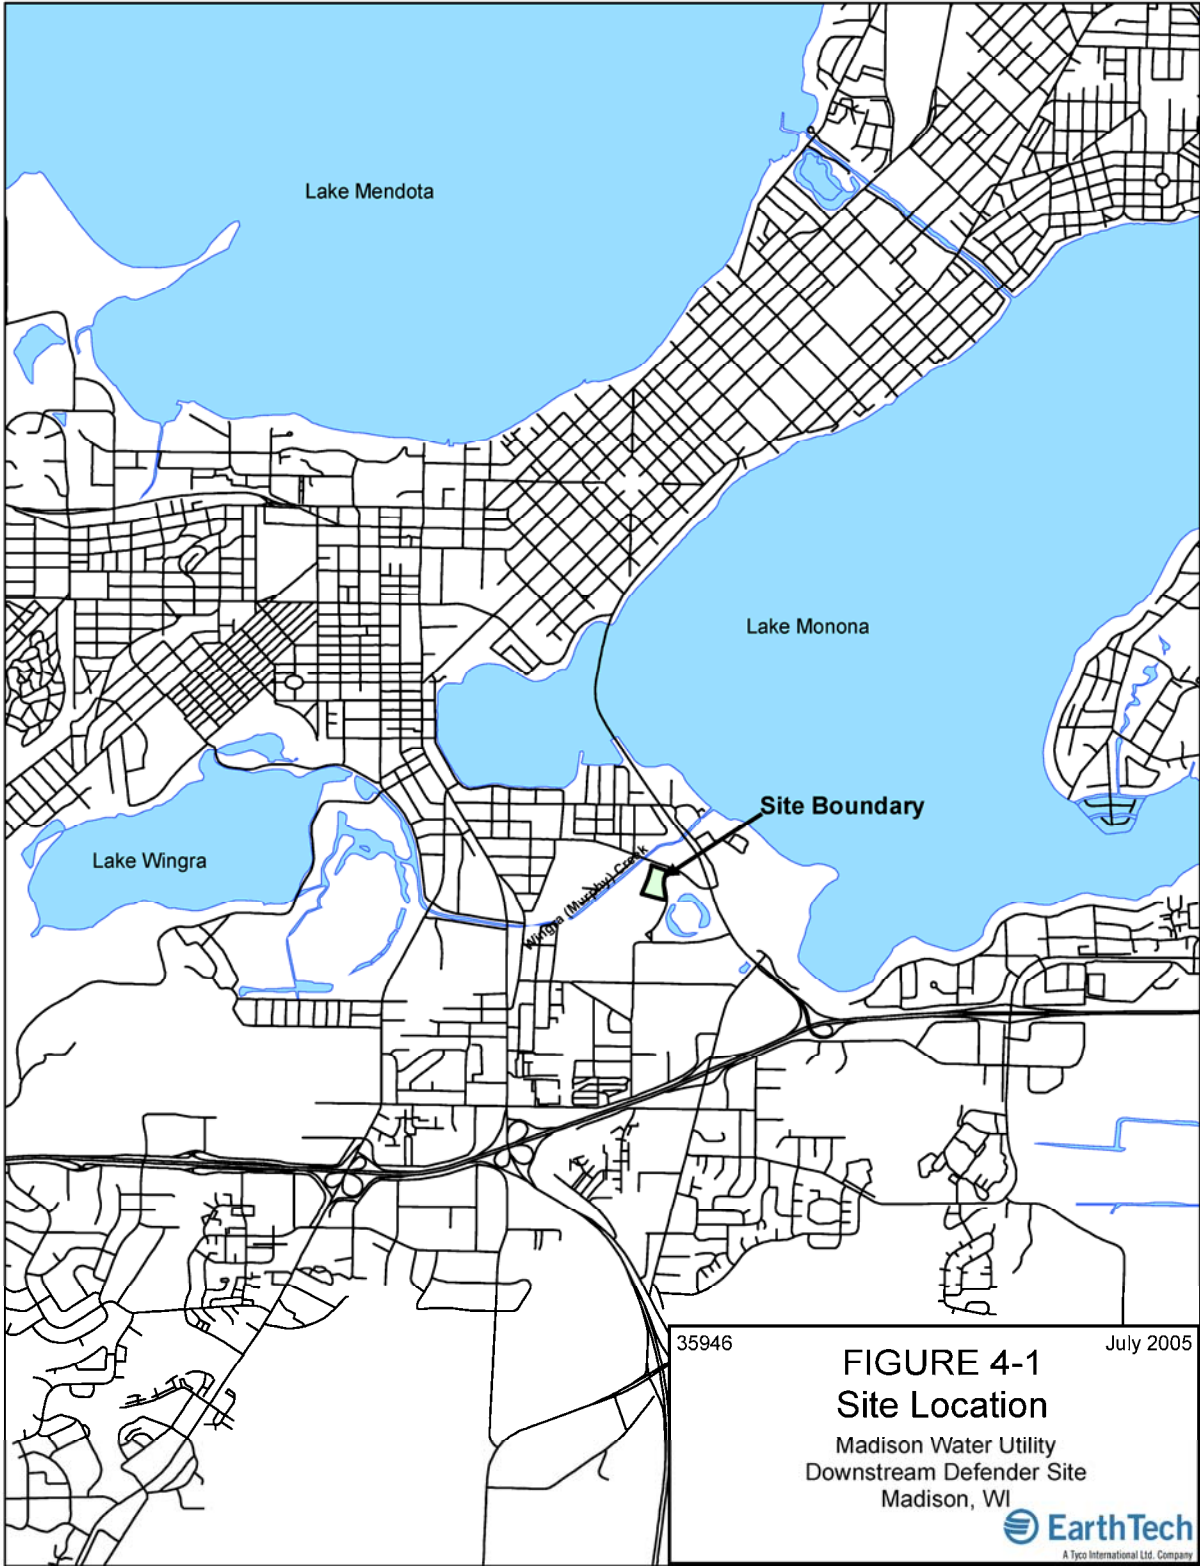 Lake Mendota
Lake Monona
Site Boundary
Lake Wingra
Wingra (Murphy) Creek
35946
July 2005
FIGURE 4-1
Site Location
Madison Water Utility
Downstream Defender Site
Madison, WI
EarthTech
A Tyco International Ltd. Company